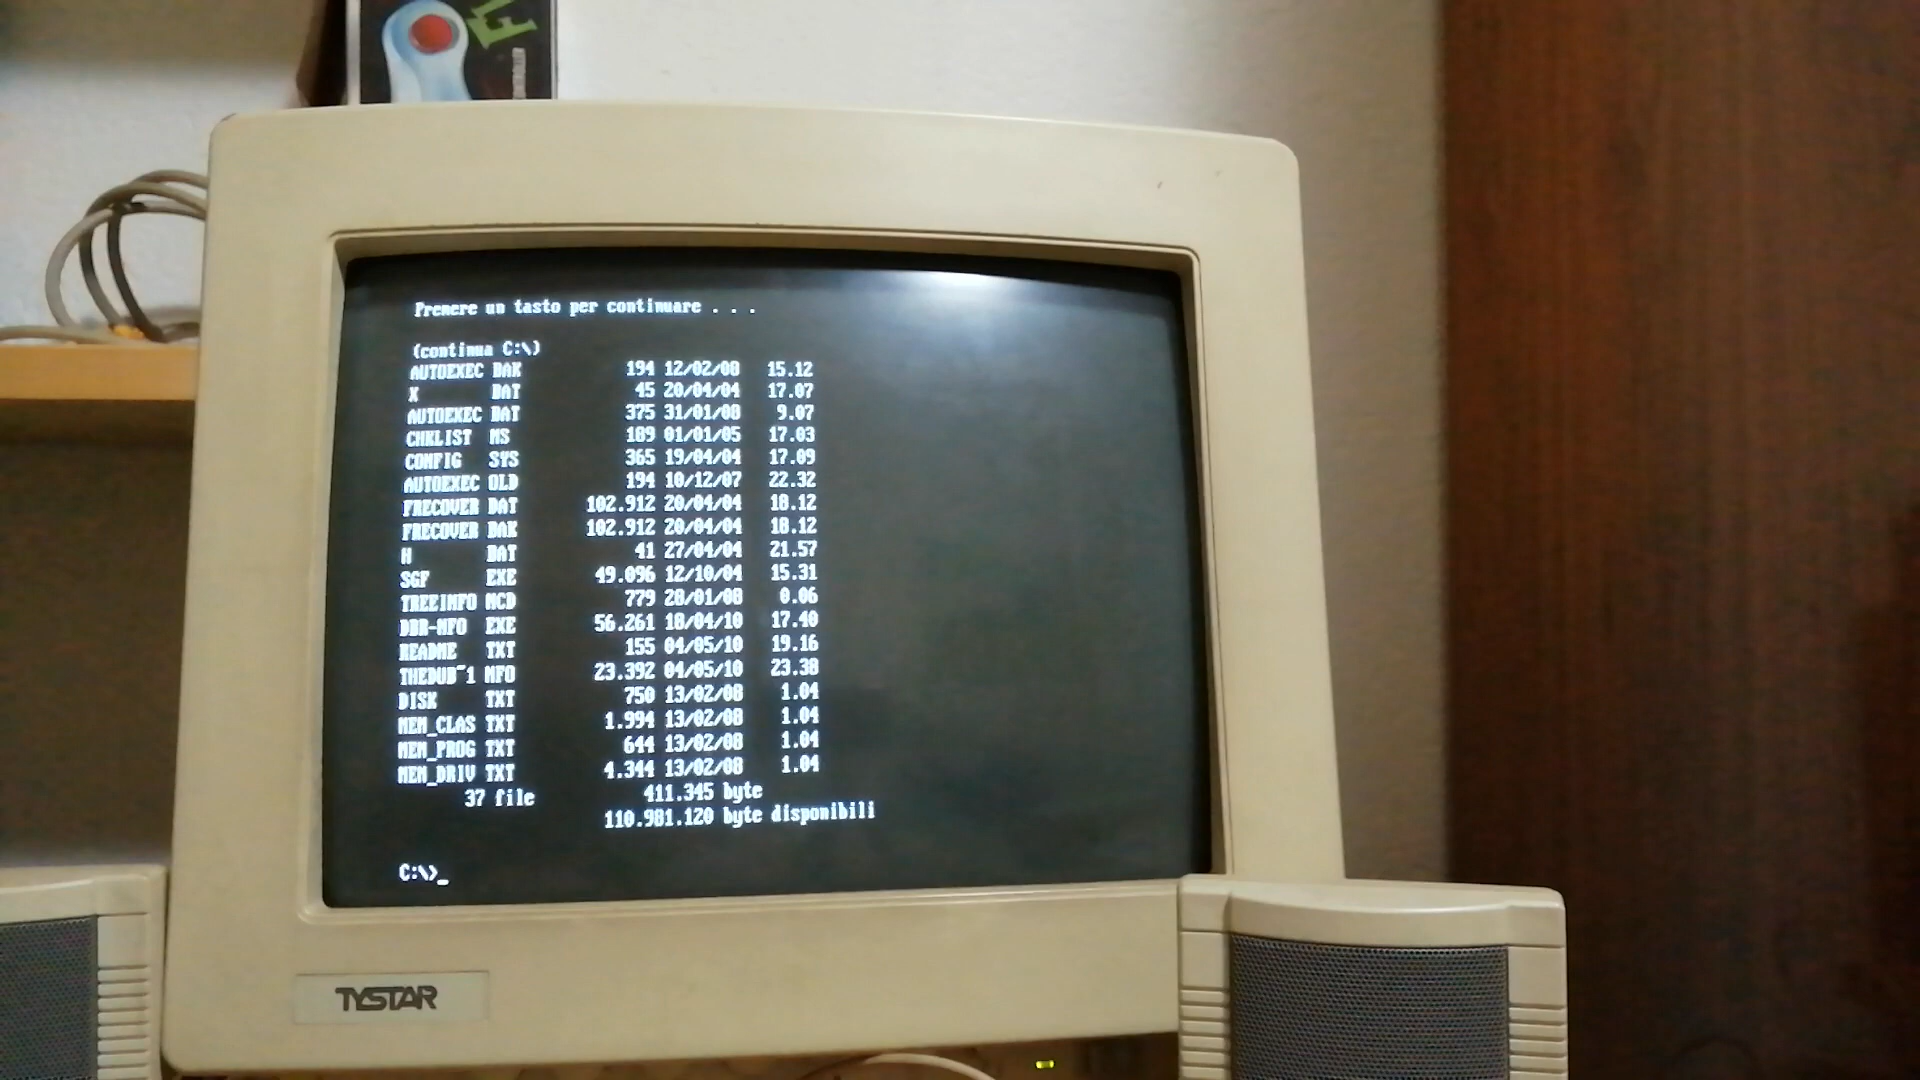 Premere un tasto per continuare . . .
(continua C:\)
AUTOEXEC BAK 194 12/02/08 15.12
X BAT 45 20/04/04 17.07
AUTOEXEC BAT 375 31/01/08 9.07
CHKLIST MS 189 01/01/05 17.03
CONFIG SYS 365 19/04/04 17.09
AUTOEXEC OLD 194 10/12/07 22.32
FRECOVER DAT 102.912 20/04/04 18.12
FRECOVER BAK 102.912 20/04/04 18.12
H BAT 41 27/04/04 21.57
SGF EXE 49.096 12/10/04 15.31
TREEINFO NCD 779 28/01/08 0.06
DBR-NFO EXE 56.261 18/04/10 17.40
README TXT 155 04/05/10 19.16
THEDUB~1 NFO 23.392 04/05/10 23.38
DISK TXT 750 13/02/08 1.04
MEM_CLAS TXT 1.994 13/02/08 1.04
MEM_PROG TXT 644 13/02/08 1.04
MEM_DRIV TXT 4.344 13/02/08 1.04
37 file 411.345 byte
110.981.120 byte disponibili
C:\>_
TYSTAR